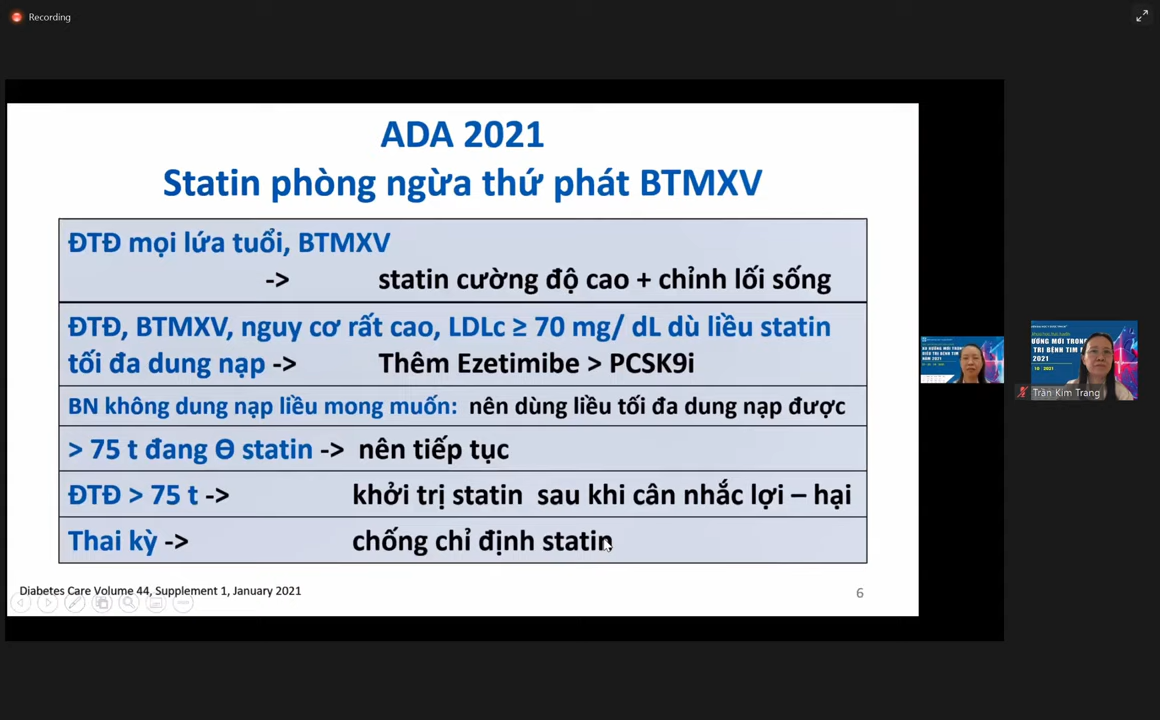 Recording
ADA 2021
Statin phòng ngừa thứ phát BTMXV
ĐTĐ mọi lứa tuổi, BTMXV
-> statin cường độ cao + chỉnh lối sống
ĐTĐ, BTMXV, nguy cơ rất cao, LDLc ≥ 70 mg/ dL dù liều statin
tối đa dung nạp -> Thêm Ezetimibe > PCSK9i
BN không dung nạp liều mong muốn: nên dùng liều tối đa dung nạp được
> 75 t đang Ɵ statin -> nên tiếp tục
ĐTĐ > 75 t -> khởi trị statin sau khi cân nhắc lợi – hại
Thai kỳ -> chống chỉ định statin
Diabetes Care Volume 44, Supplement 1, January 2021
6
Trần Kim Trang